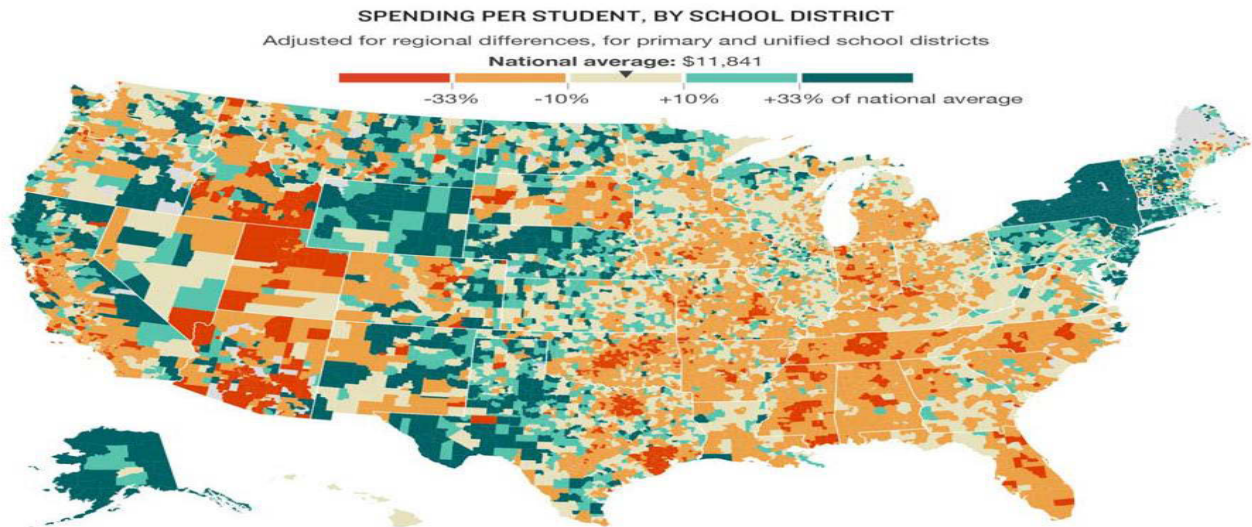 SPENDING PER STUDENT, BY SCHOOL DISTRICT
Adjusted for regional differences, for primary and unified school districts
National average: $11,841
-33% -10% +10% +33% of national average